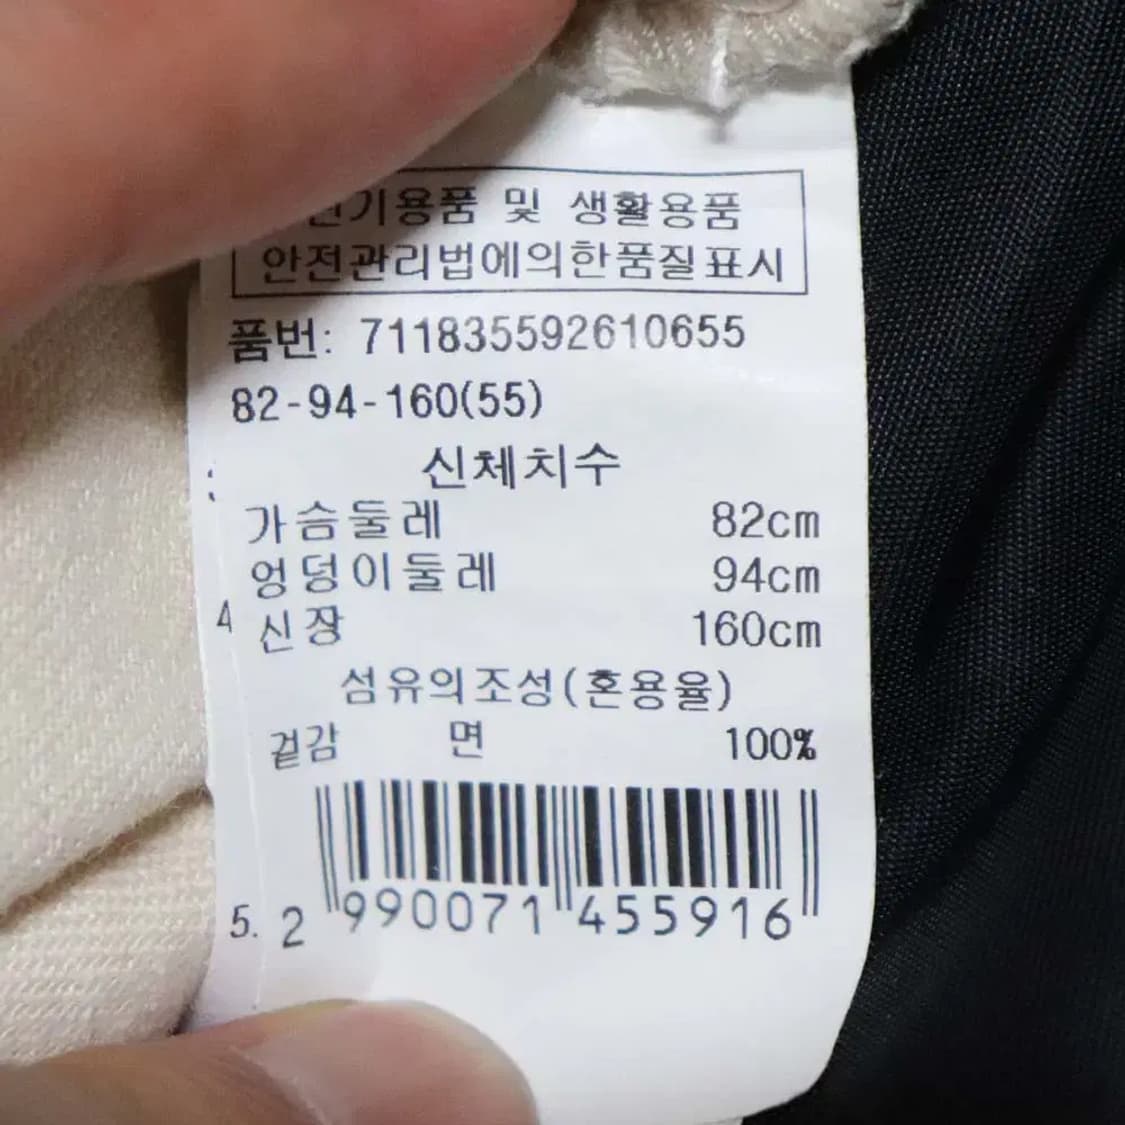 기용품 및 생활용품
안전관리법에의한품질표시
품번: 711835592610655
82-94-160(55)
신체치수
가슴둘레 82cm
엉덩이둘레 94cm
4
신장 160cm
섬유의조성(혼용율)
겉감 면 100%
5.
2 990071 455916